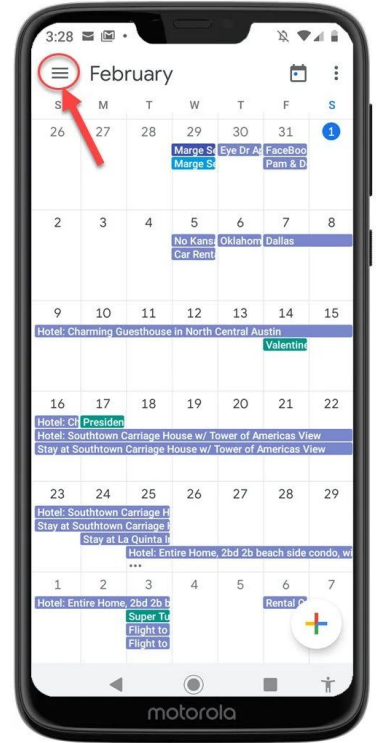 3:28
February
S M T W T F S
26 27 28 29 30 31 1
Marge Se Eye Dr Ap FaceBoo
Marge Se Pam & D
2 3 4 5 6 7 8
No Kansa Oklahom Dallas
Car Renta
9 10 11 12 13 14 15
Hotel: Charming Guesthouse in North Central Austin
Valentine
16 17 18 19 20 21 22
Hotel: Ch Presiden
Hotel: Southtown Carriage House w/ Tower of Americas View
Stay at Southtown Carriage House w/ Tower of Americas View
23 24 25 26 27 28 29
Hotel: Southtown Carriage H
Stay at Southtown Carriage H
Stay at La Quinta In
Hotel: Entire Home, 2bd 2b beach side condo, wi
1 2 3 4 5 6 7
Hotel: Entire Home, 2bd 2b b Rental C
Super Tu
Flight to
Flight to
motorola